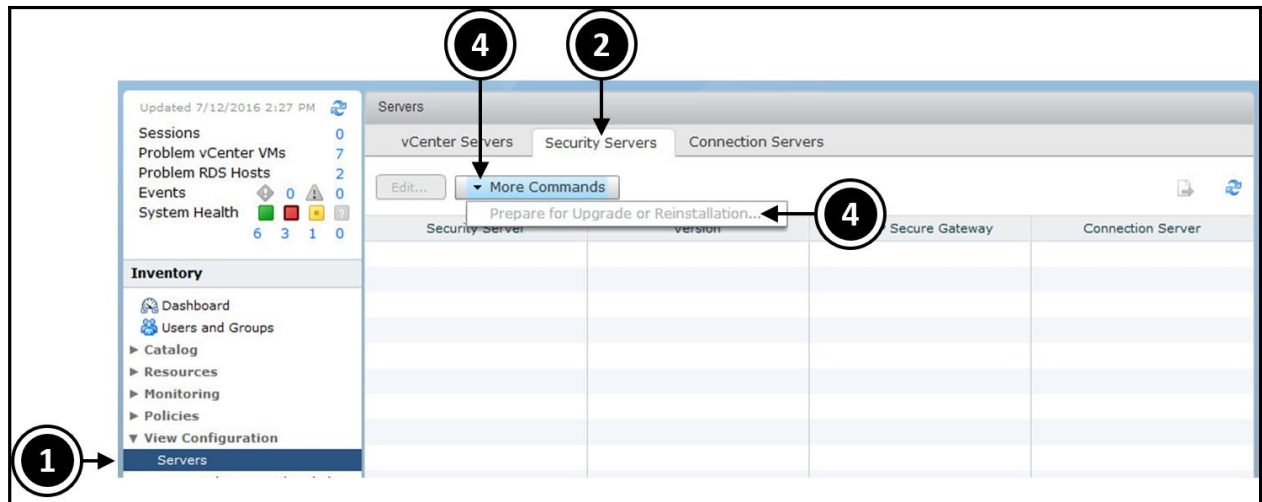 4 2
Updated 7/12/2016 2:27 PM
Servers
Sessions 0
Problem vCenter VMs 7
Problem RDS Hosts 2
Events 0 0
System Health ?
6 3 1 0
vCenter Servers Security Servers Connection Servers
Edit... More Commands
Prepare for Upgrade or Reinstallation... 4
Security Server Version Secure Gateway Connection Server
Inventory
Dashboard
Users and Groups
Catalog
Resources
Monitoring
Policies
View Configuration
1 Servers